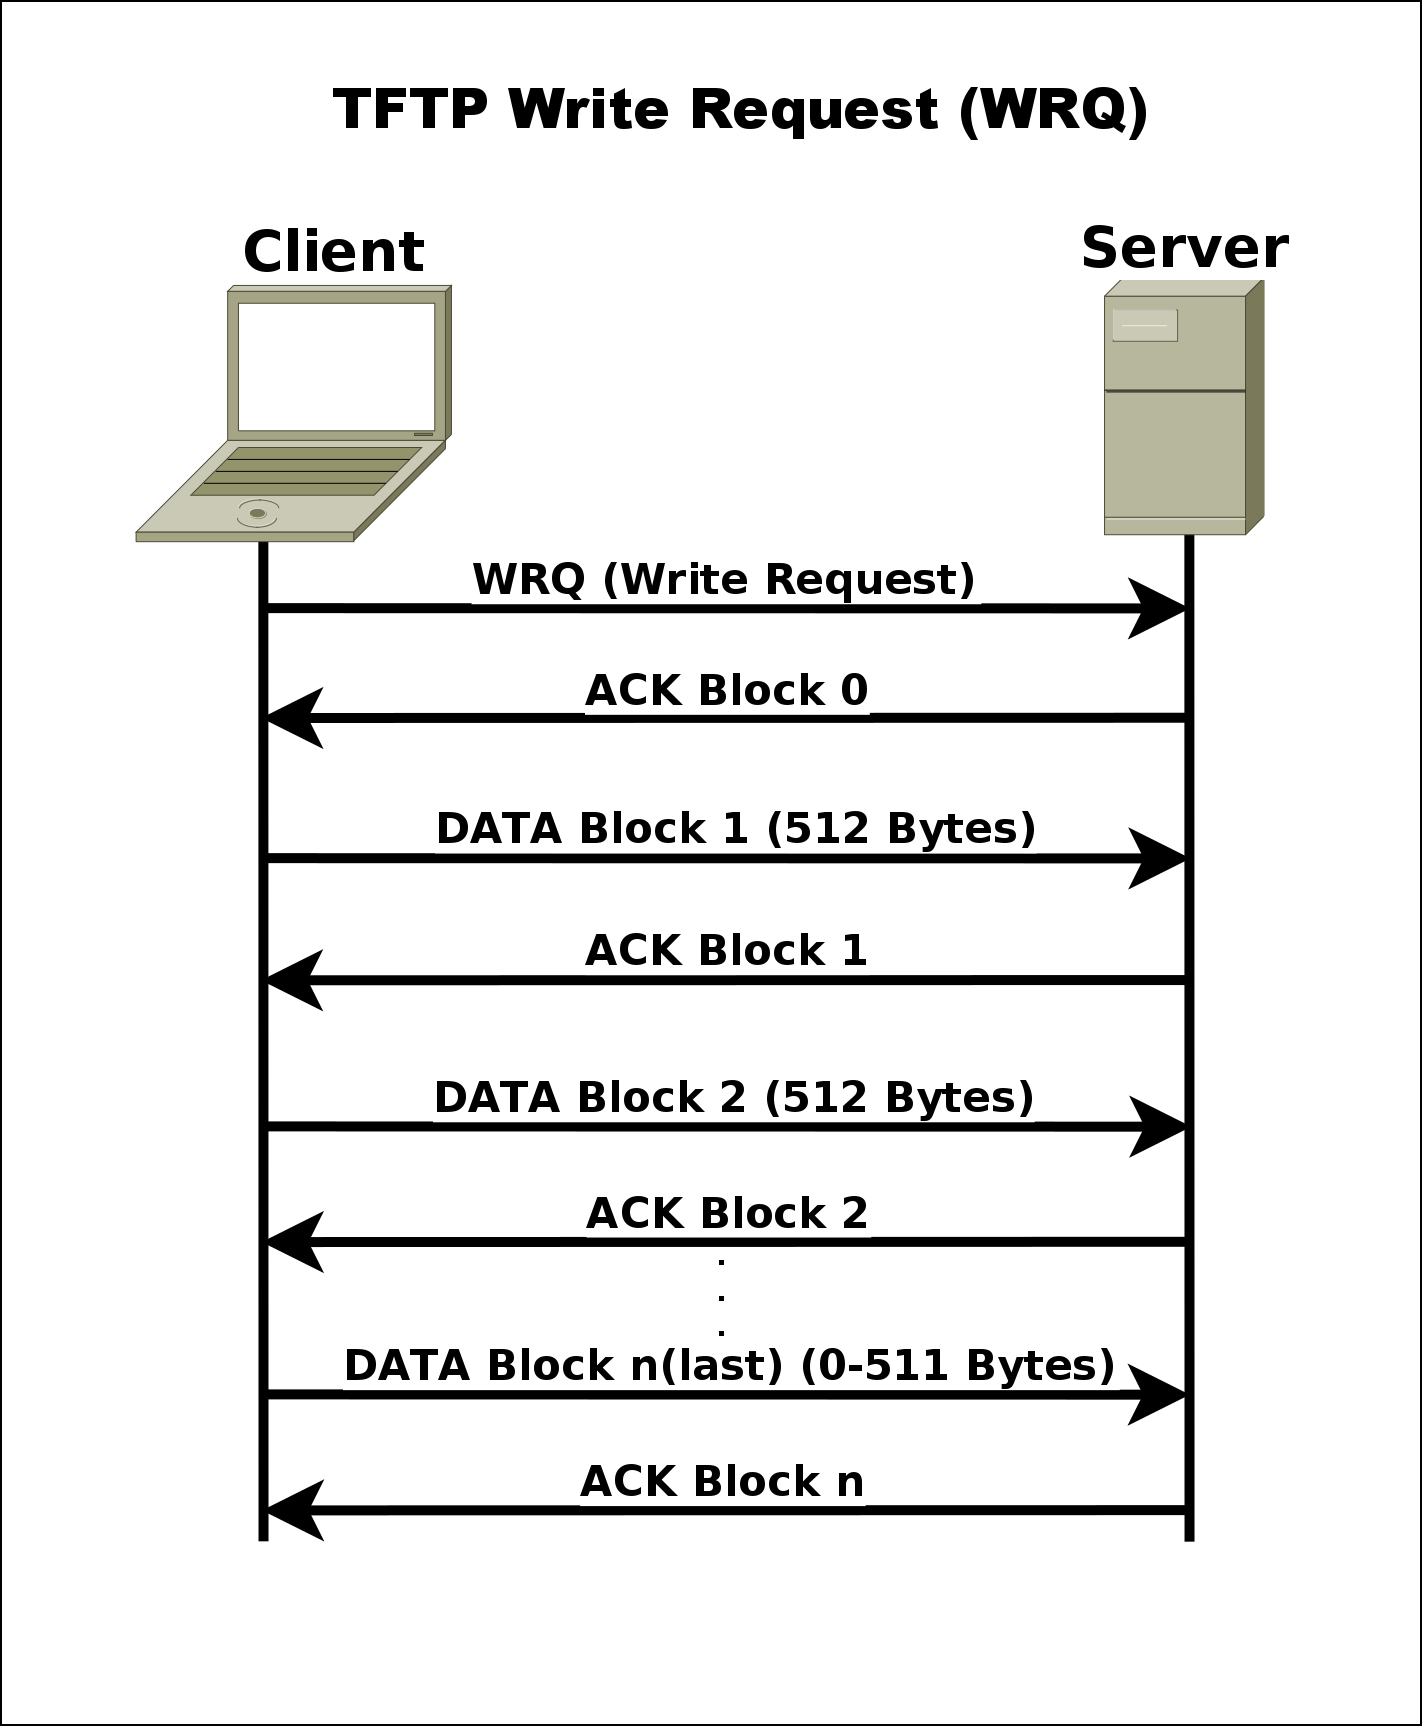 TFTP Write Request (WRQ)
Client
Server
WRQ (Write Request)
ACK Block 0
DATA Block 1 (512 Bytes)
ACK Block 1
DATA Block 2 (512 Bytes)
ACK Block 2
.
.
.
DATA Block n(last) (0-511 Bytes)
ACK Block n